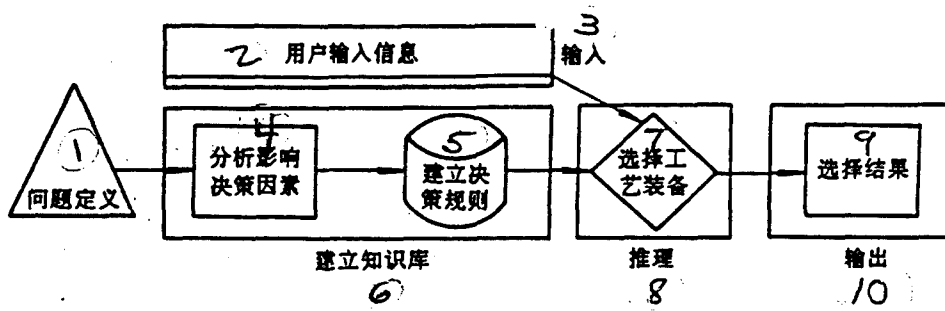 3
2 用户输入信息 输入
1
问题定义
4
分析影响
决策因素
5
建立决
策规则
7
选择工
艺装备
9
选择结果
建立知识库
推理
输出
6
8
10